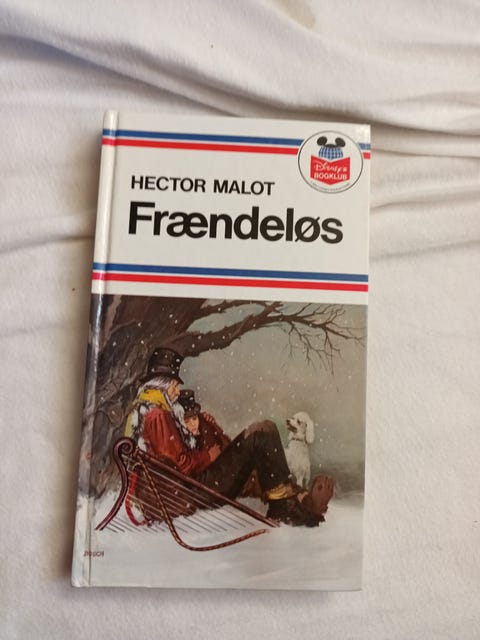 Disney's
BOGKLUB
HECTOR MALOT
Frændeløs